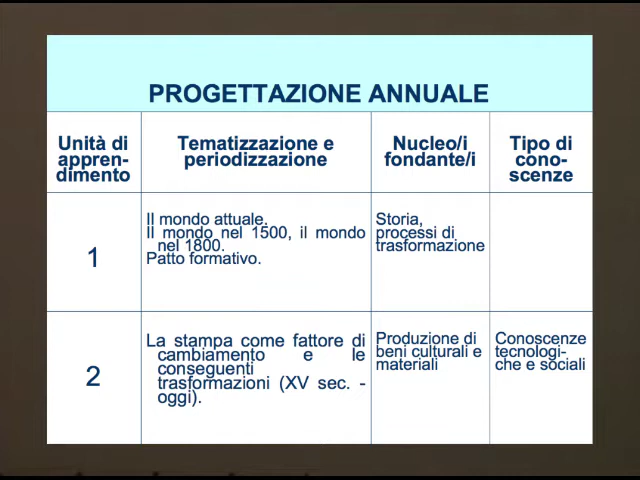 PROGETTAZIONE ANNUALE
Unità di
appren-
dimento
Tematizzazione e
periodizzazione
Nucleo/i
fondante/i
Tipo di
cono-
scenze
1
Il mondo attuale.
Il mondo nel 1500, il mondo
nel 1800.
Patto formativo.
Storia,
processi di
trasformazione
2
La stampa come fattore di
cambiamento e le
conseguenti
trasformazioni (XV sec. -
oggi).
Produzione di
beni culturali e
materiali
Conoscenze
tecnologi-
che e sociali